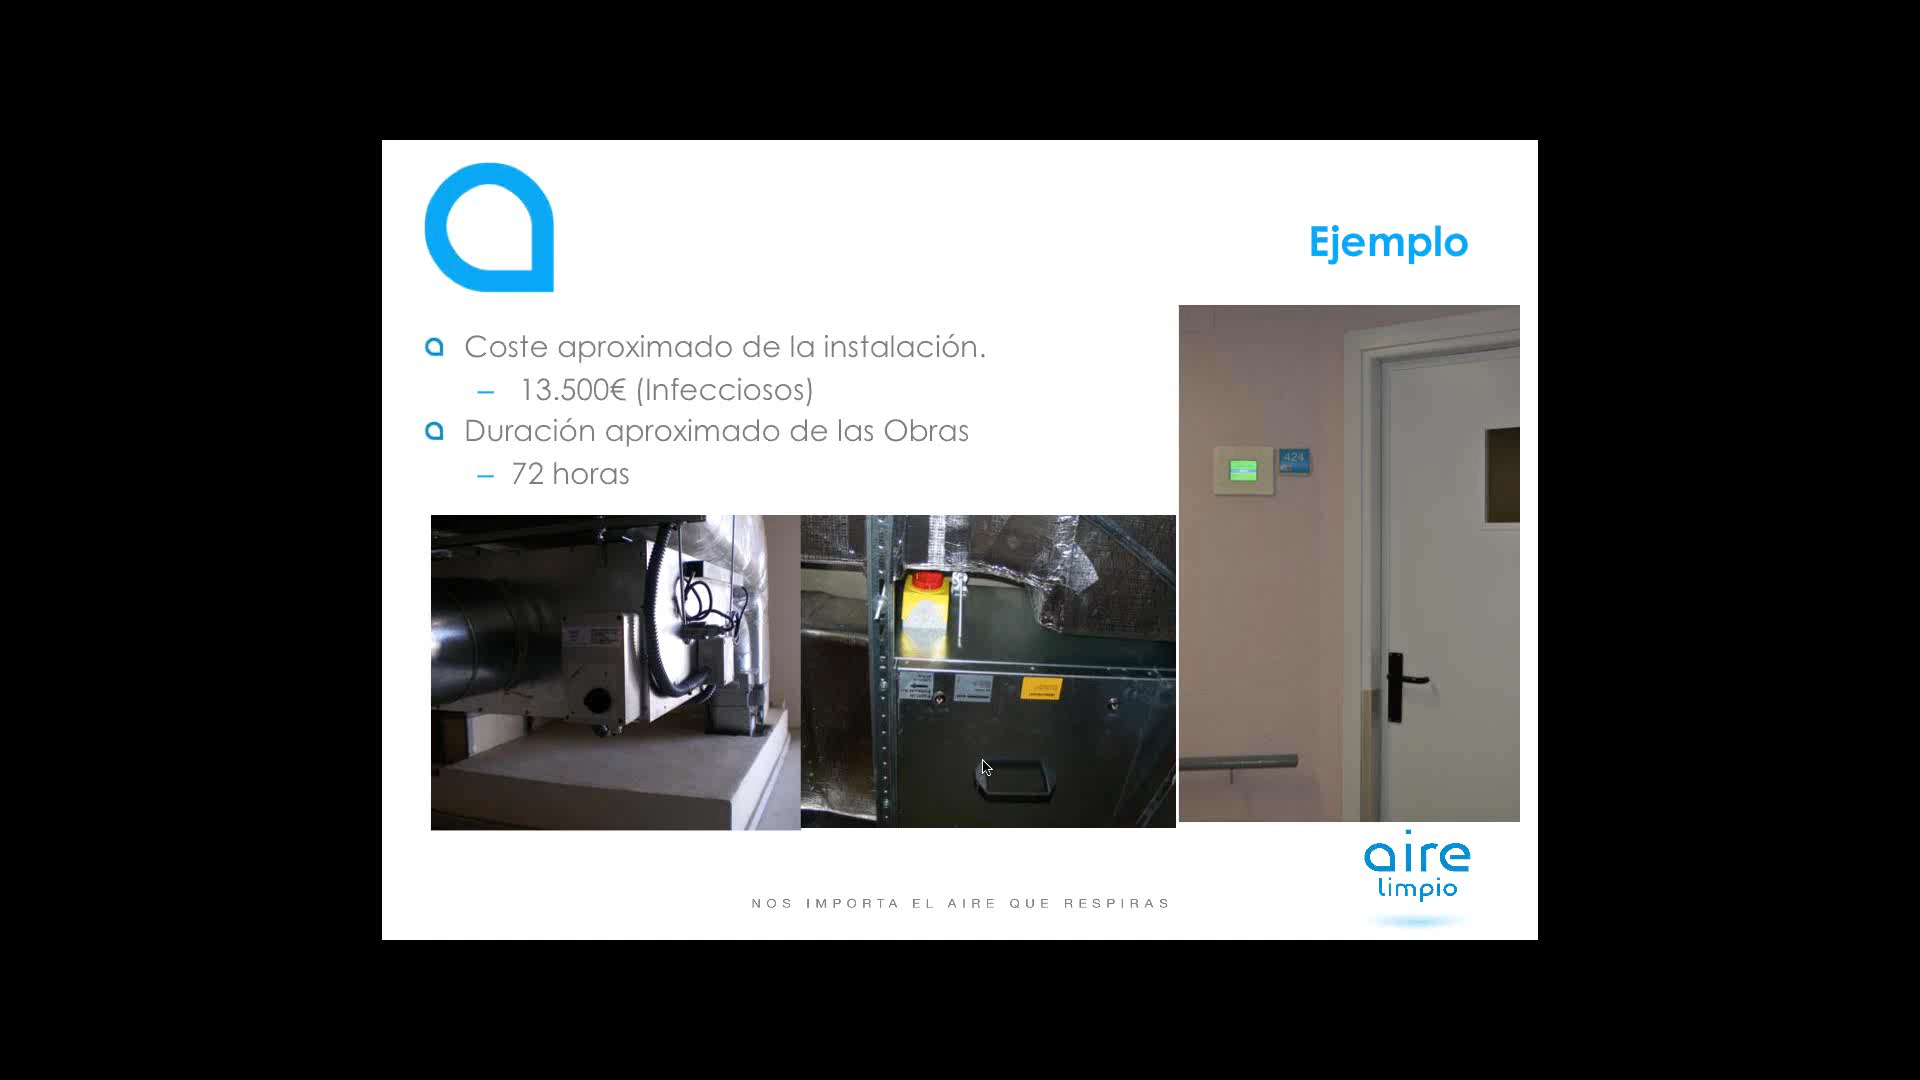 Ejemplo
Coste aproximado de la instalación.
– 13.500€ (Infecciosos)
Duración aproximado de las Obras
– 72 horas
424
aire
limpio
NOS IMPORTA EL AIRE QUE RESPIRAS